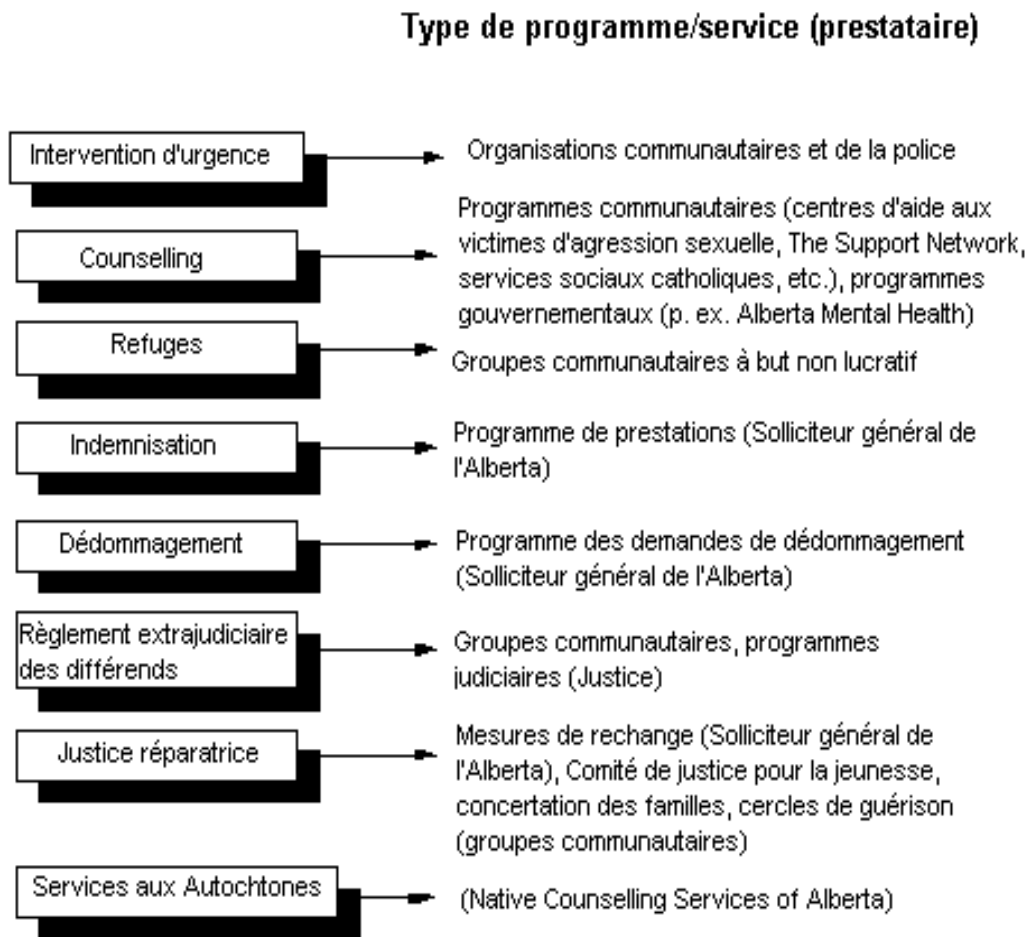 Type de programme/service (prestataire)
Intervention d'urgence
Organisations communautaires et de la police
Counselling
Programmes communautaires (centres d'aide aux
victimes d'agression sexuelle, The Support Network,
services sociaux catholiques, etc.), programmes
gouvernementaux (p. ex. Alberta Mental Health)
Refuges
Groupes communautaires à but non lucratif
Indemnisation
Programme de prestations (Solliciteur général de
l'Alberta)
Dédommagement
Programme des demandes de dédommagement
(Solliciteur général de l'Alberta)
Règlement extrajudiciaire
des différends
Groupes communautaires, programmes
judiciaires (Justice)
Justice réparatrice
Mesures de rechange (Solliciteur général de
l'Alberta), Comité de justice pour la jeunesse,
concertation des familles, cercles de guérison
(groupes communautaires)
Services aux Autochtones
(Native Counselling Services of Alberta)